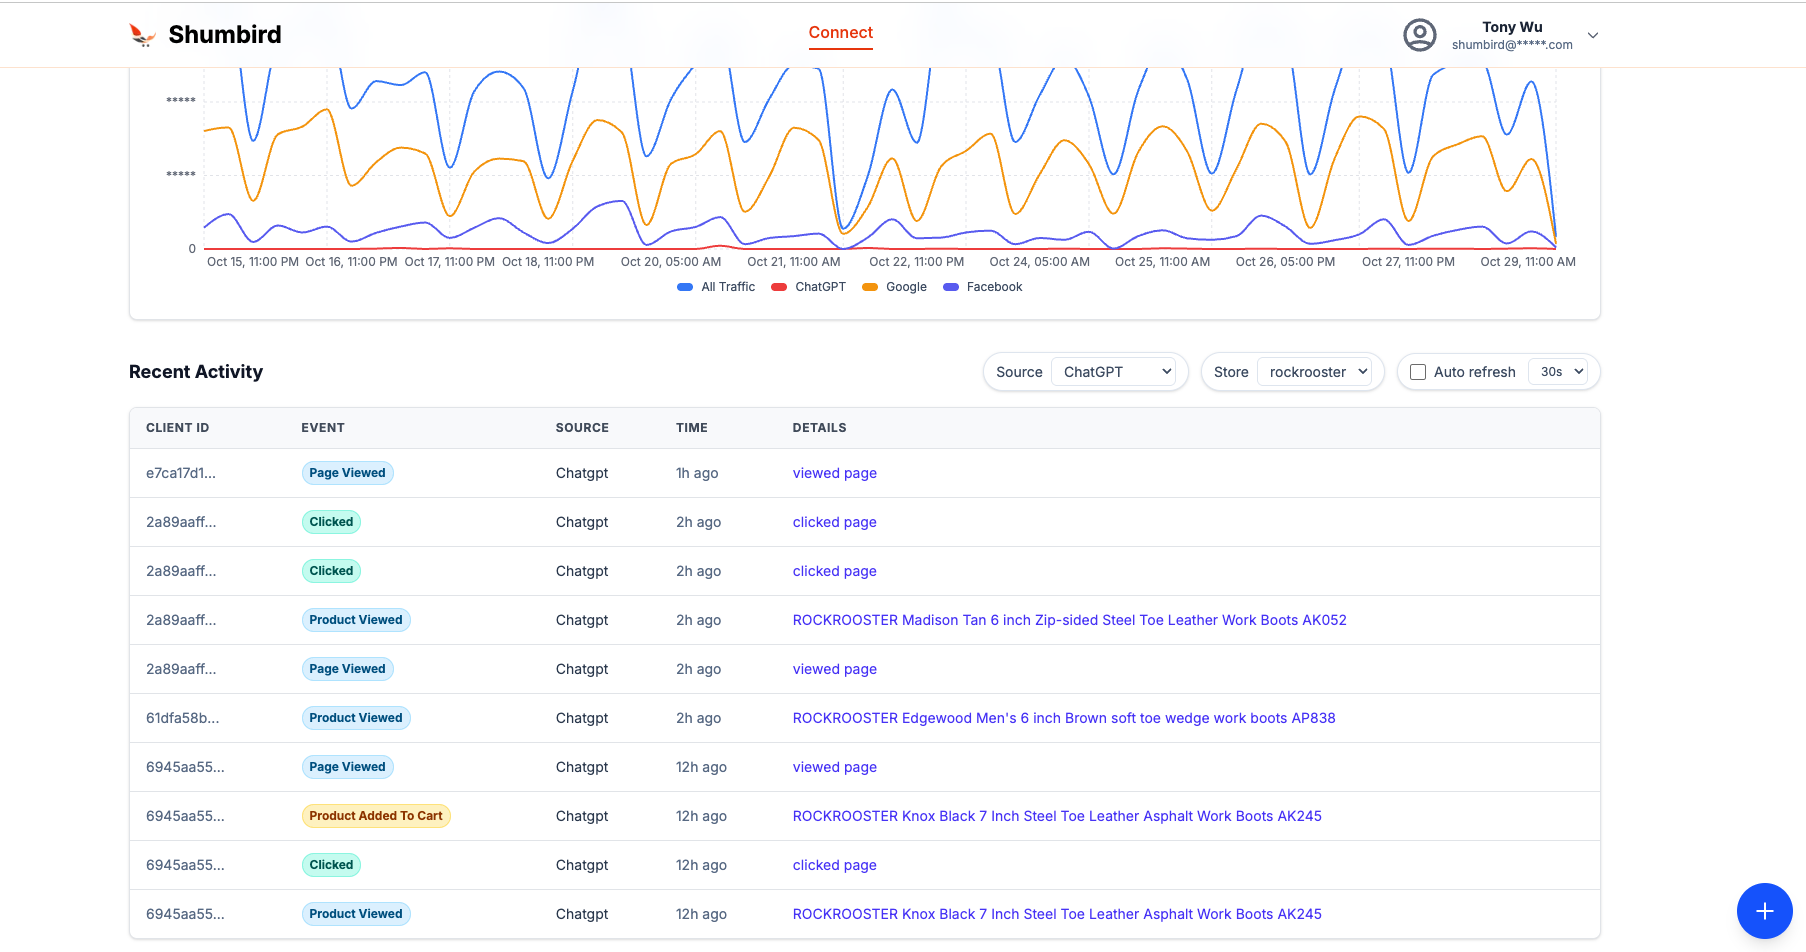 Shumbird
Connect
Tony Wu
shumbird@*****.com
*****
*****
0
Oct 15, 11:00 PM Oct 16, 11:00 PM Oct 17, 11:00 PM Oct 18, 11:00 PM Oct 20, 05:00 AM Oct 21, 11:00 AM Oct 22, 11:00 PM Oct 24, 05:00 AM Oct 25, 11:00 AM Oct 26, 05:00 PM Oct 27, 11:00 PM Oct 29, 11:00 AM
All Traffic ChatGPT Google Facebook
Recent Activity
Source ChatGPT Store rockrooster Auto refresh 30s
CLIENT ID EVENT SOURCE TIME DETAILS
e7ca17d1... Page Viewed Chatgpt 1h ago viewed page
2a89aaff... Clicked Chatgpt 2h ago clicked page
2a89aaff... Clicked Chatgpt 2h ago clicked page
2a89aaff... Product Viewed Chatgpt 2h ago ROCKROOSTER Madison Tan 6 inch Zip-sided Steel Toe Leather Work Boots AK052
2a89aaff... Page Viewed Chatgpt 2h ago viewed page
61dfa58b... Product Viewed Chatgpt 2h ago ROCKROOSTER Edgewood Men's 6 inch Brown soft toe wedge work boots AP838
6945aa55... Page Viewed Chatgpt 12h ago viewed page
6945aa55... Product Added To Cart Chatgpt 12h ago ROCKROOSTER Knox Black 7 Inch Steel Toe Leather Asphalt Work Boots AK245
6945aa55... Clicked Chatgpt 12h ago clicked page
6945aa55... Product Viewed Chatgpt 12h ago ROCKROOSTER Knox Black 7 Inch Steel Toe Leather Asphalt Work Boots AK245